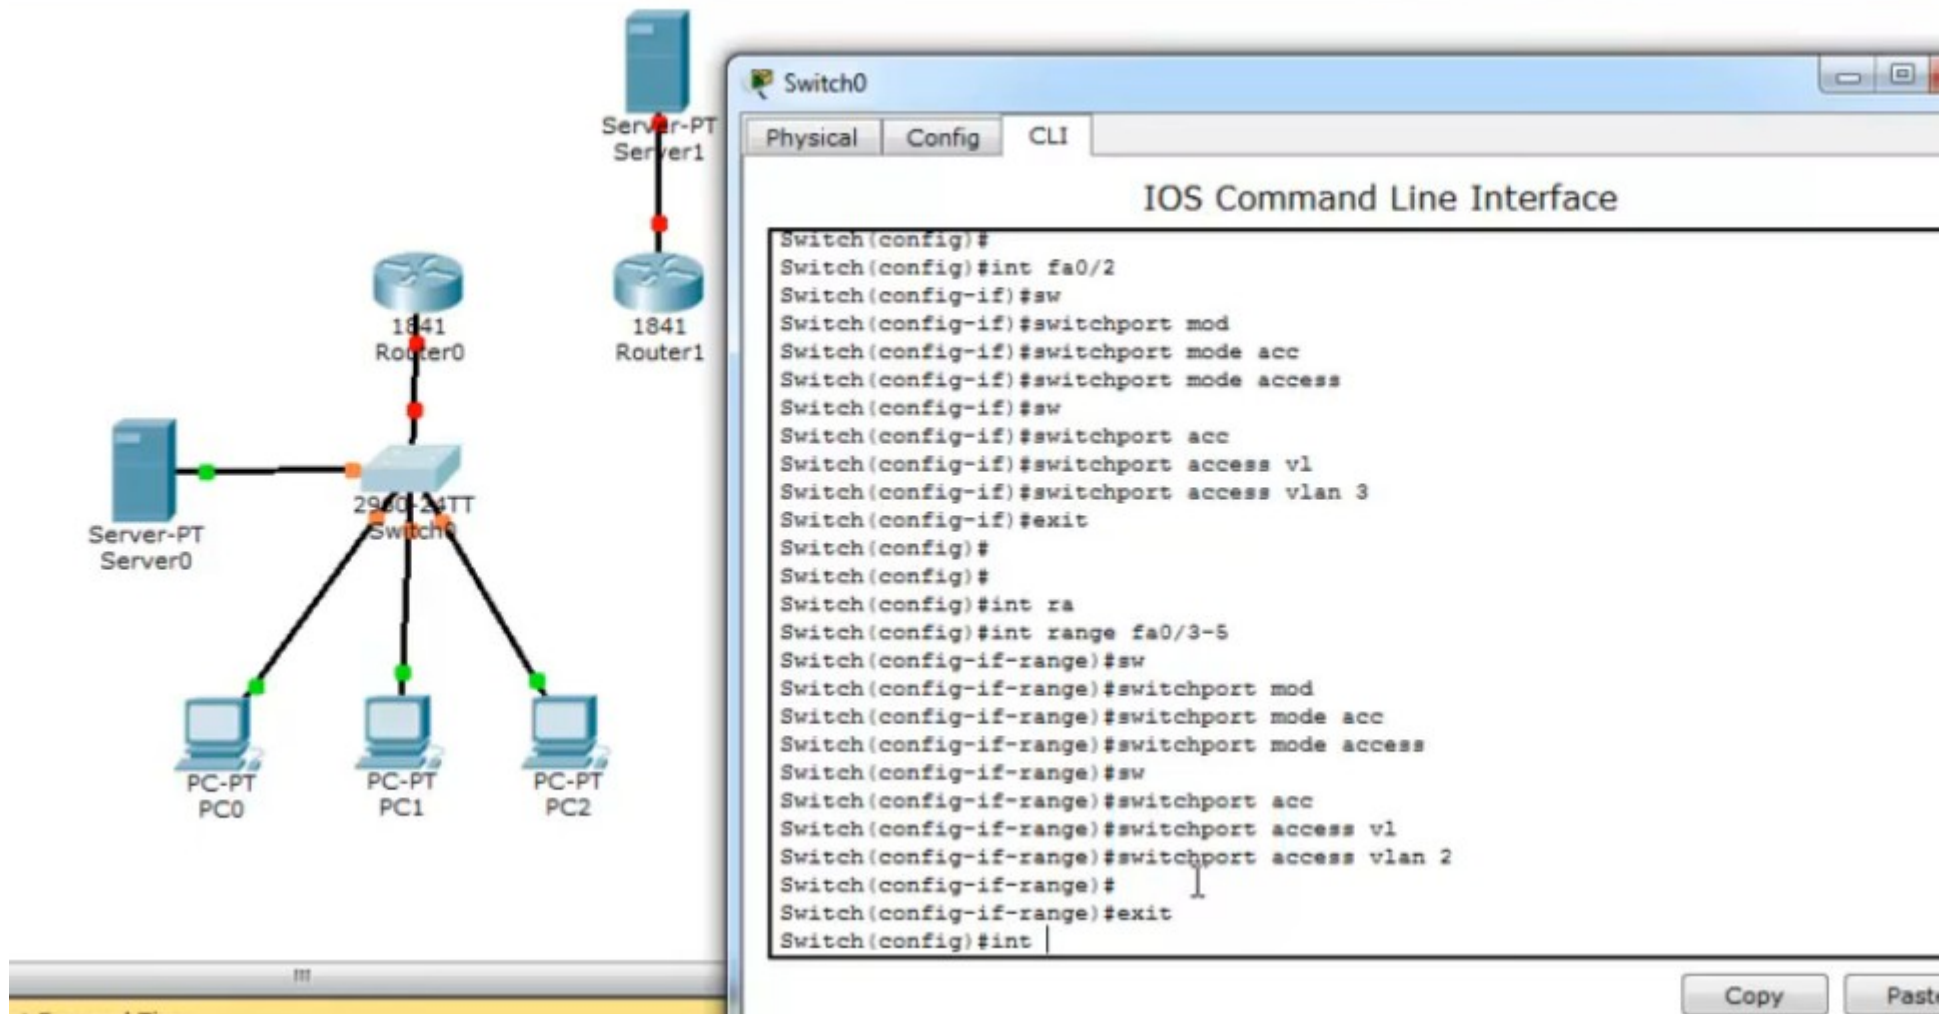 Server-PT
Server1
1841
Router0
1841
Router1
Server-PT
Server0
2960-24TT
Switch0
PC-PT
PC0
PC-PT
PC1
PC-PT
PC2
Switch0
Physical
Config
CLI
IOS Command Line Interface
Switch(config)#
Switch(config)#int fa0/2
Switch(config-if)#sw
Switch(config-if)#switchport mod
Switch(config-if)#switchport mode acc
Switch(config-if)#switchport mode access
Switch(config-if)#sw
Switch(config-if)#switchport acc
Switch(config-if)#switchport access vl
Switch(config-if)#switchport access vlan 3
Switch(config-if)#exit
Switch(config)#
Switch(config)#
Switch(config)#int ra
Switch(config)#int range fa0/3-5
Switch(config-if-range)#sw
Switch(config-if-range)#switchport mod
Switch(config-if-range)#switchport mode acc
Switch(config-if-range)#switchport mode access
Switch(config-if-range)#sw
Switch(config-if-range)#switchport acc
Switch(config-if-range)#switchport access vl
Switch(config-if-range)#switchport access vlan 2
Switch(config-if-range)#
Switch(config-if-range)#exit
Switch(config)#int
Copy
Paste